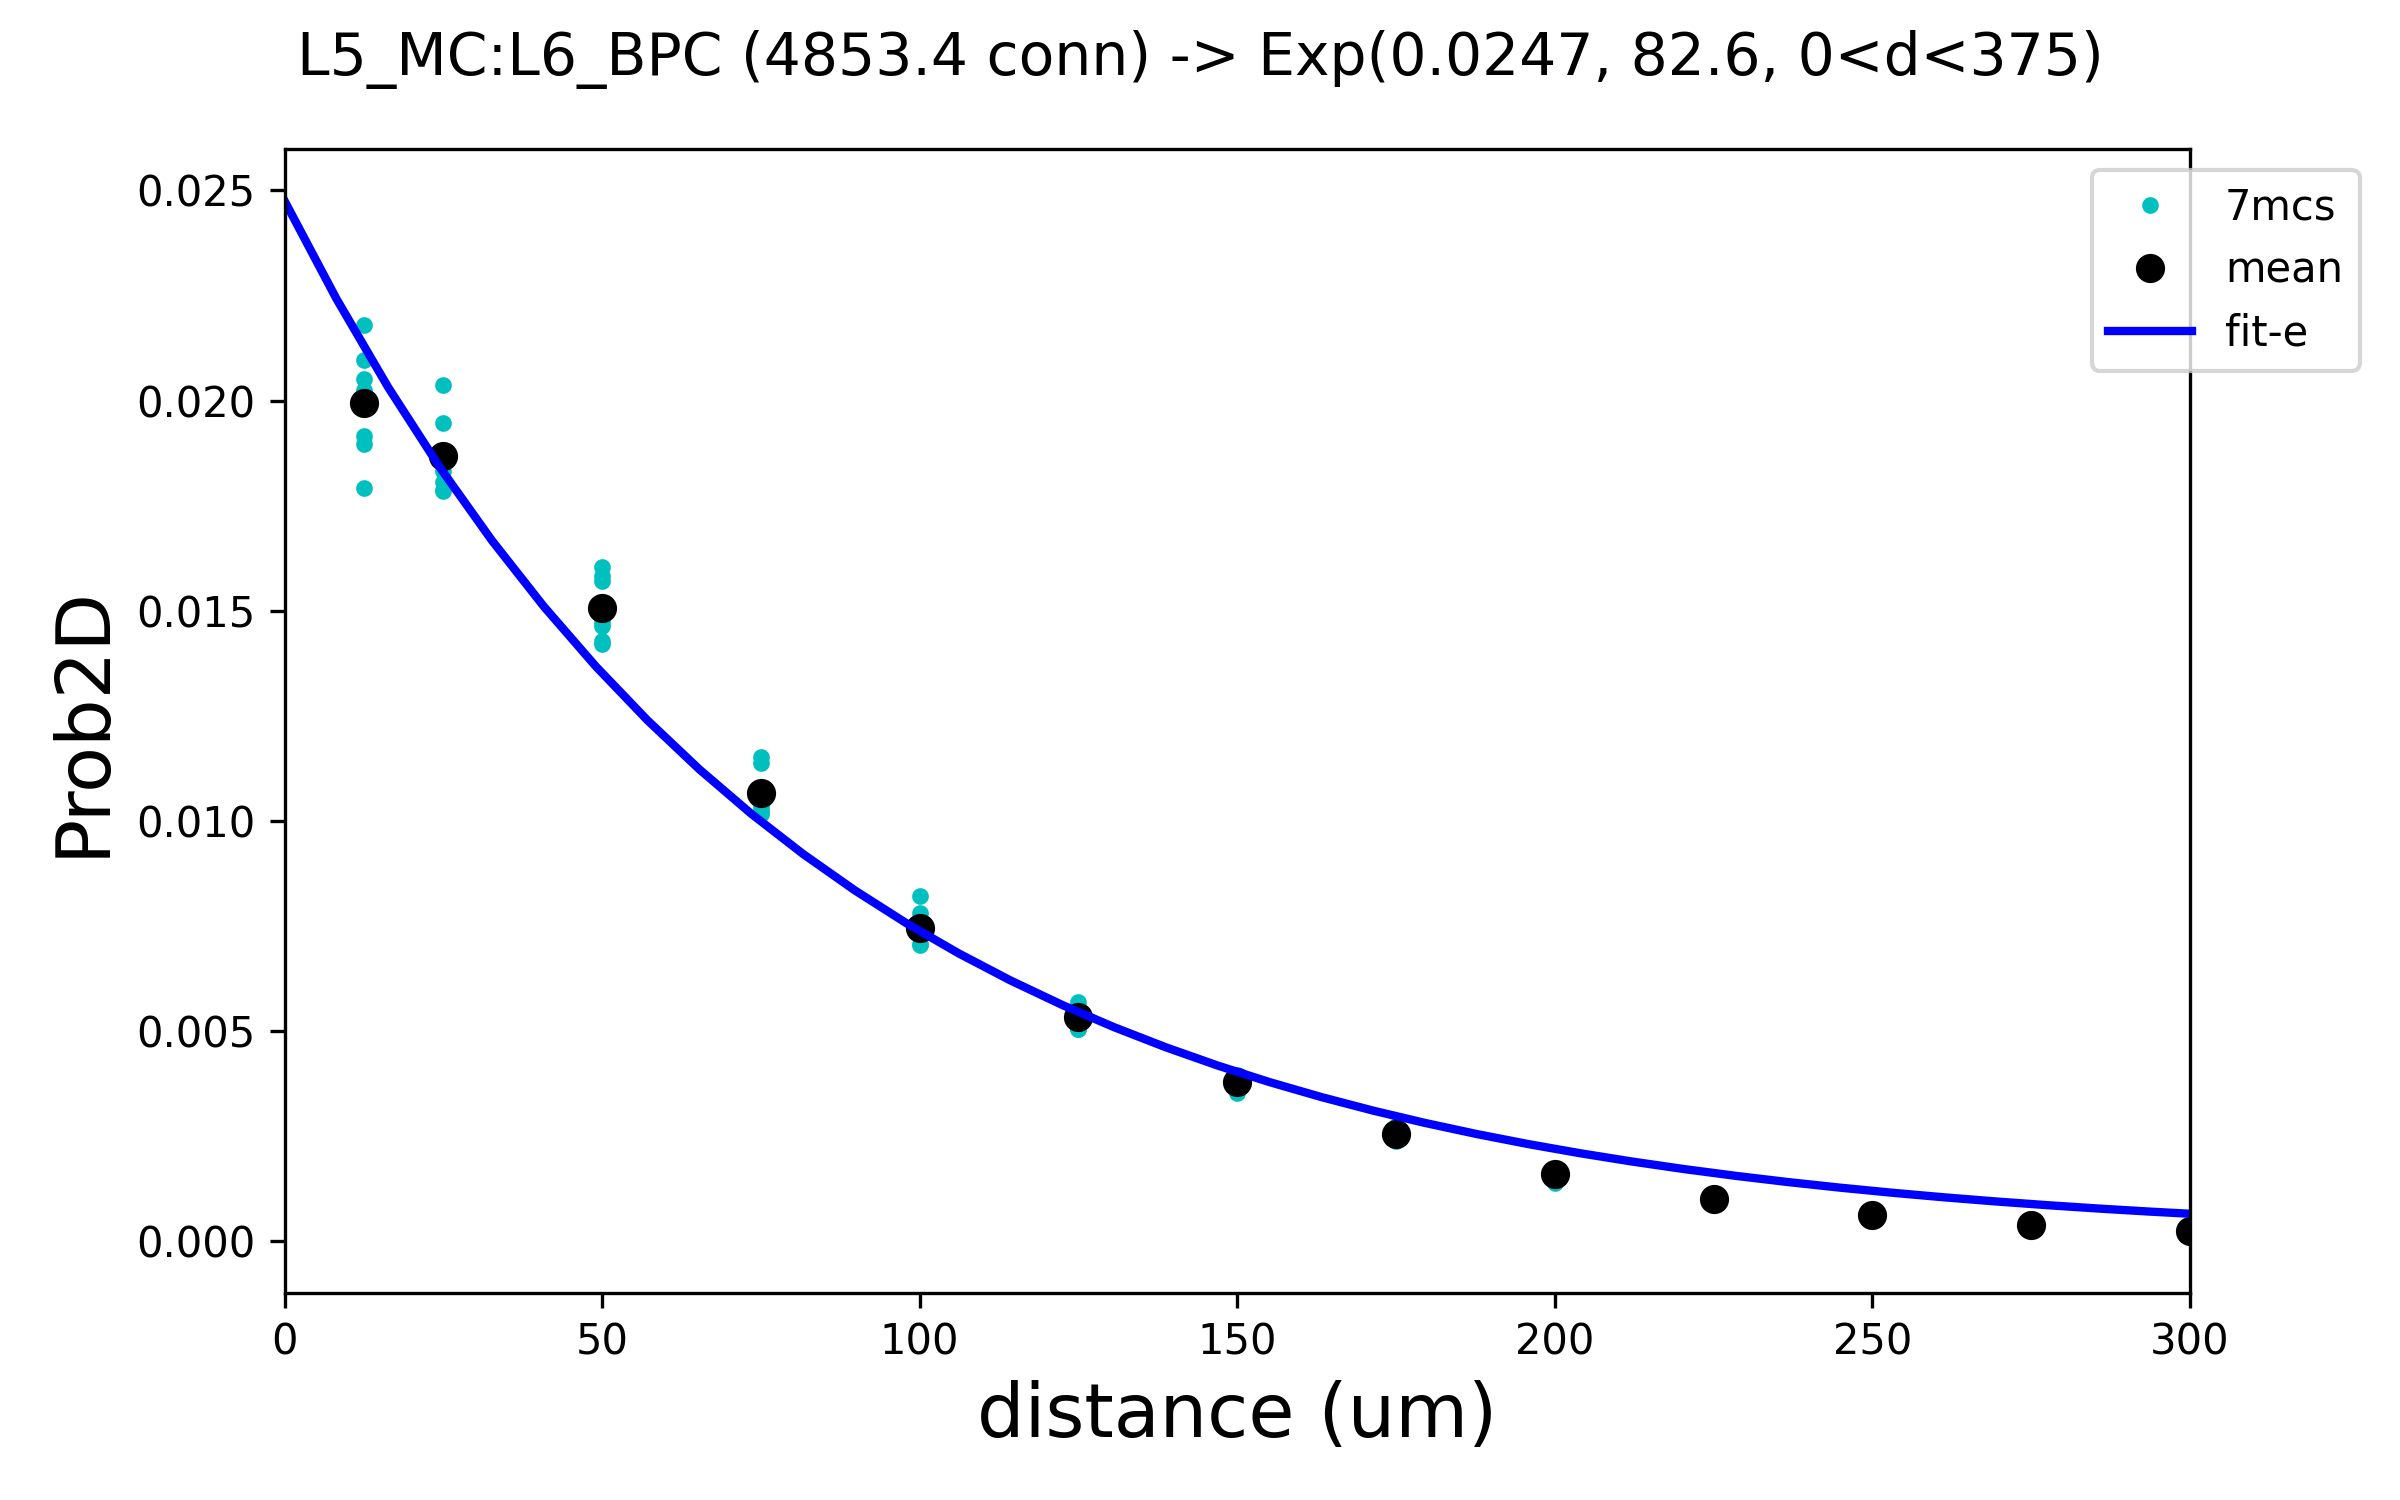 L5_MC:L6_BPC (4853.4 conn) -> Exp(0.0247, 82.6, 0<d<375)
7mcs
mean
fit-e
Prob2D
0.025
0.020
0.015
0.010
0.005
0.000
0 50 100 150 200 250 300
distance (um)